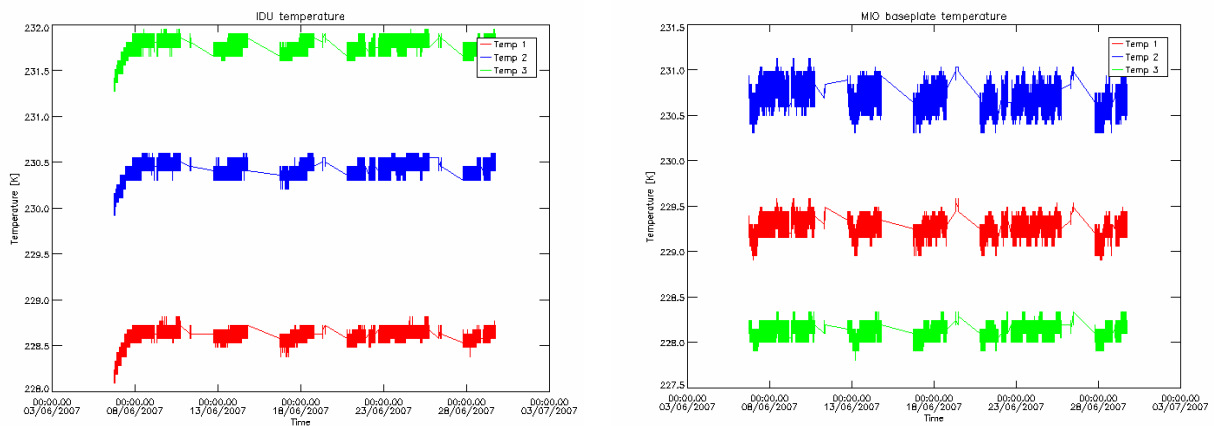 IDU temperature
232.0
231.5
231.0
230.5
230.0
229.5
229.0
228.5
228.0
Temperature [K]
Temp 1
Temp 2
Temp 3
00:00.00 00:00.00 00:00.00 00:00.00 00:00.00 00:00.00 00:00.00
03/06/2007 08/06/2007 13/06/2007 18/06/2007 23/06/2007 28/06/2007 03/07/2007
Time
MIO baseplate temperature
231.5
231.0
230.5
230.0
229.5
229.0
228.5
228.0
227.5
Temperature [K]
Temp 1
Temp 2
Temp 3
00:00.00 00:00.00 00:00.00 00:00.00 00:00.00 00:00.00 00:00.00
03/06/2007 08/06/2007 13/06/2007 18/06/2007 23/06/2007 28/06/2007 03/07/2007
Time